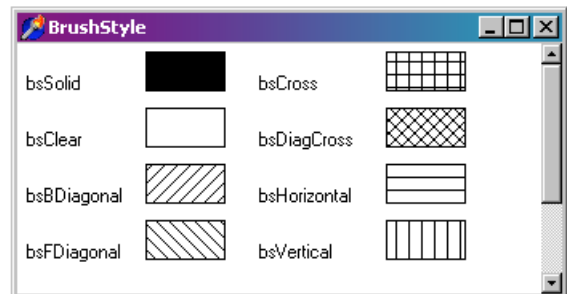 BrushStyle
bsSolid bsCross
bsClear bsDiagCross
bsBDiagonal bsHorizontal
bsFDiagonal bsVertical